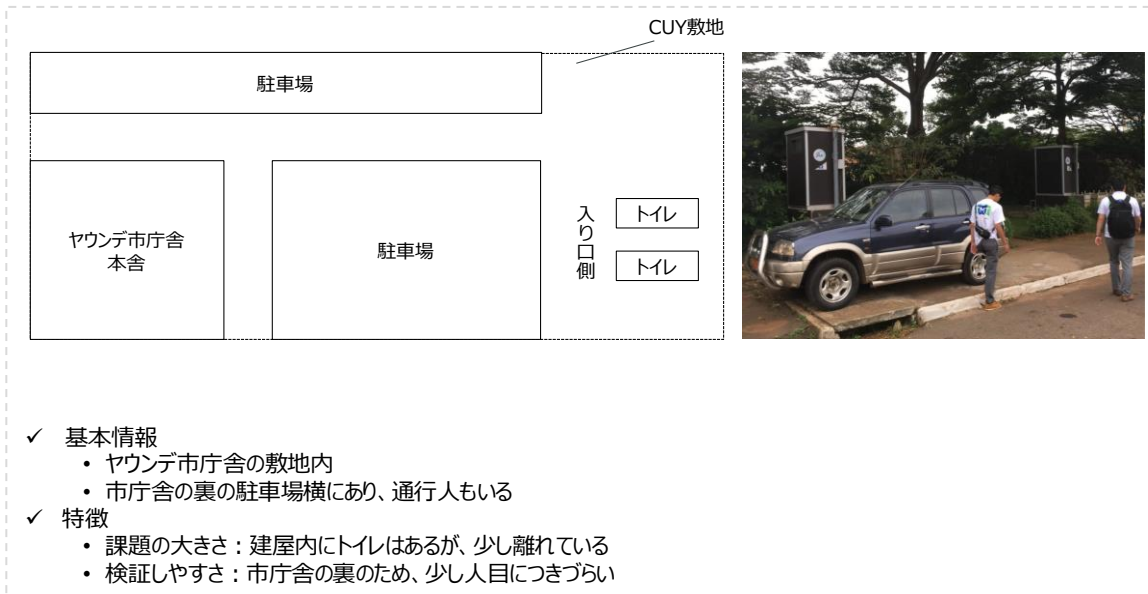 CUY敷地
駐車場
ヤウンデ市庁舎
本舎
駐車場
入り口側
トイレ
トイレ
✓ 基本情報
• ヤウンデ市庁舎の敷地内
• 市庁舎の裏の駐車場横にあり、通行人もいる
✓ 特徴
• 課題の大きさ：建屋内にトイレはあるが、少し離れている
• 検証しやすさ：市庁舎の裏のため、少し人目につきづらい